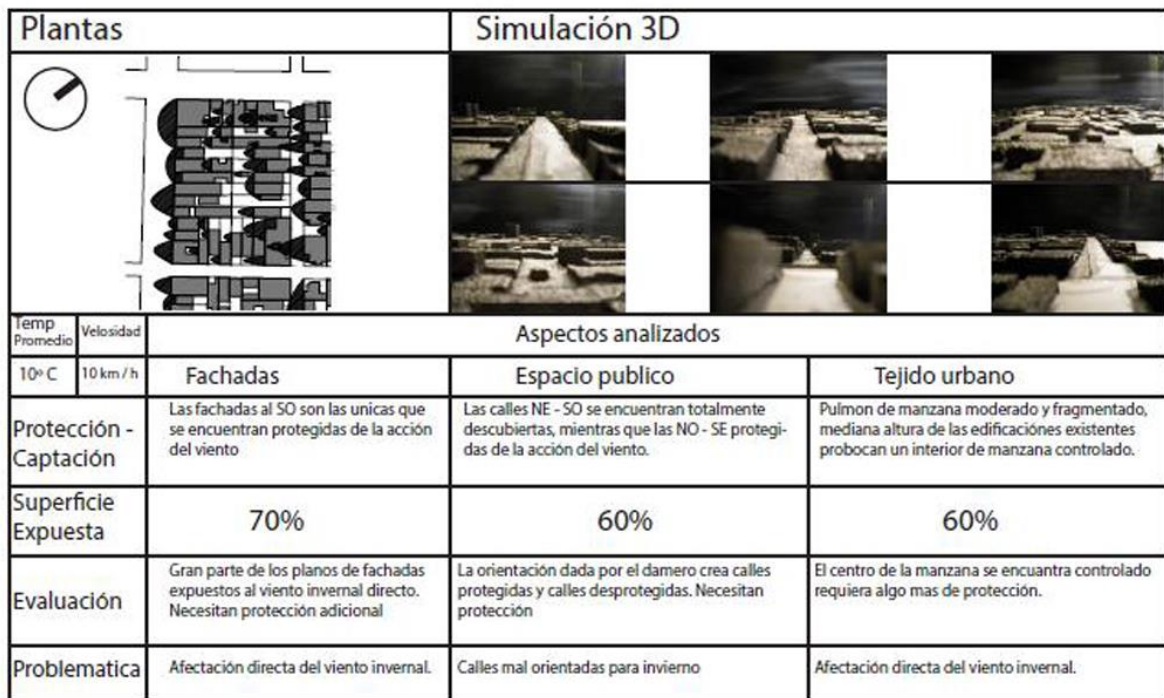 Plantas
Simulación 3D
Temp
Promedio
Velosidad
Aspectos analizados
10º C
10 km / h
Fachadas
Espacio publico
Tejido urbano
Protección -
Captación
Las fachadas al SO son las unicas que
se encuentran protegidas de la acción
del viento
Las calles NE - SO se encuentran totalmente
descubiertas, mientras que las NO - SE protegi-
das de la acción del viento.
Pulmon de manzana moderado y fragmentado,
mediana altura de las edificaciónes existentes
probocan un interior de manzana controlado.
Superficie
Expuesta
70%
60%
60%
Evaluación
Gran parte de los planos de fachadas
expuestos al viento invernal directo.
Necesitan protección adicional
La orientación dada por el damero crea calles
protegidas y calles desprotegidas. Necesitan
protección
El centro de la manzana se encuantra controlado
requiera algo mas de protección.
Problematica
Afectación directa del viento invernal.
Calles mal orientadas para invierno
Afectación directa del viento invernal.